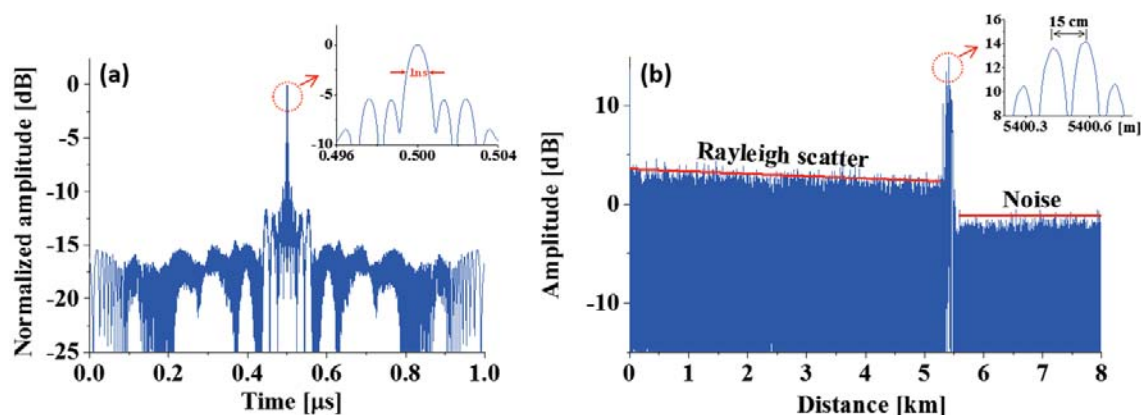 (a)
Normalized amplitude [dB]
0
-5
-10
-15
-20
-25
0.0 0.2 0.4 0.6 0.8 1.0
Time [μs]
0
-5
-10
0.496 0.500 0.504
1ns
(b)
Amplitude [dB]
10
0
-10
0 1 2 3 4 5 6 7 8
Distance [km]
Rayleigh scatter
Noise
15 cm
16
14
12
10
8
5400.3 5400.6 [m]